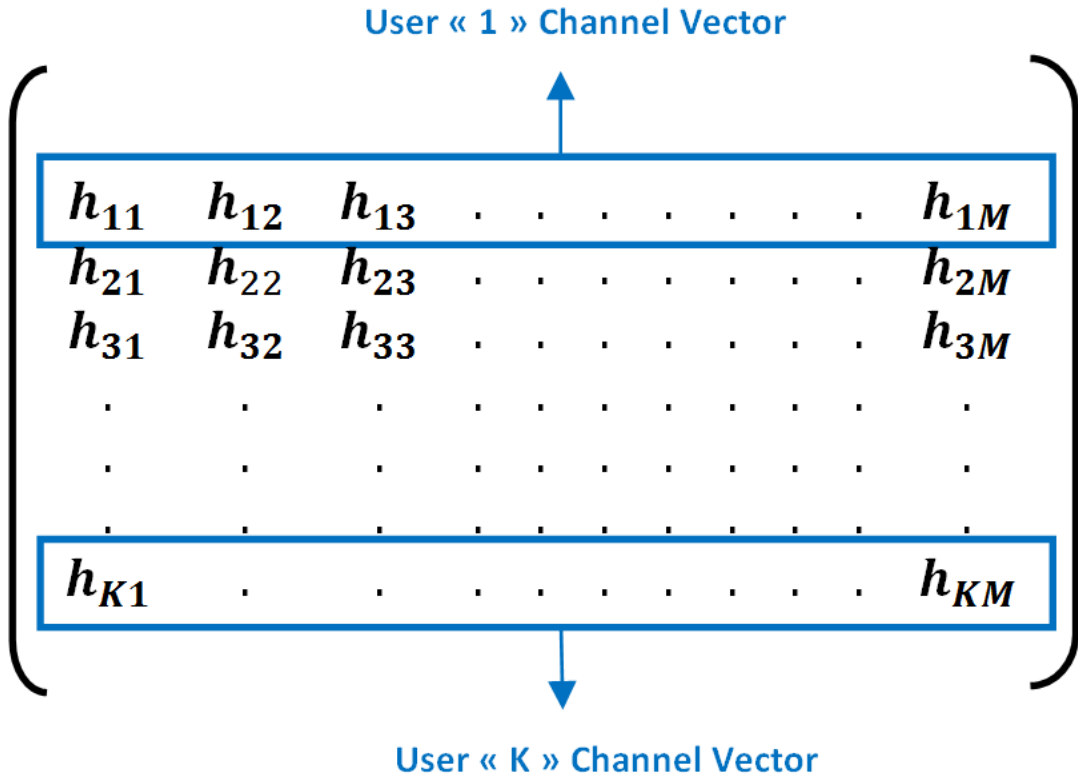 User « 1 » Channel Vector
h11 h12 h13 . . . . . . . h1M
h21 h22 h23 . . . . . . . h2M
h31 h32 h33 . . . . . . . h3M
. . . . . . . . . . .
. . . . . . . . . . .
. . . . . . . . . . .
hK1 . . . . . . . . . hKM
User « K » Channel Vector